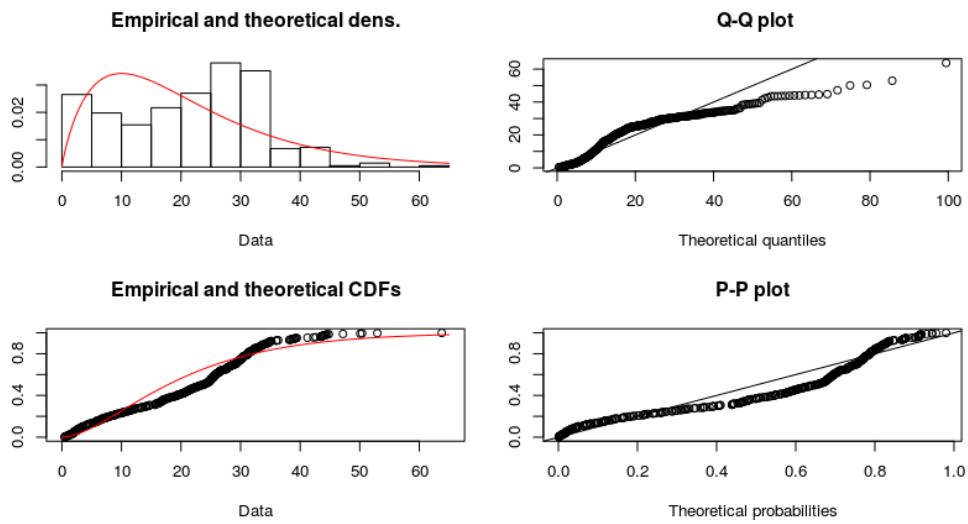 Empirical and theoretical dens.
0.00 0.02
0 10 20 30 40 50 60
Data
Q-Q plot
0 20 40 60
0 20 40 60 80 100
Theoretical quantiles
Empirical and theoretical CDFs
0.0 0.4 0.8
0 10 20 30 40 50 60
Data
P-P plot
0.0 0.4 0.8
0.0 0.2 0.4 0.6 0.8 1.0
Theoretical probabilities